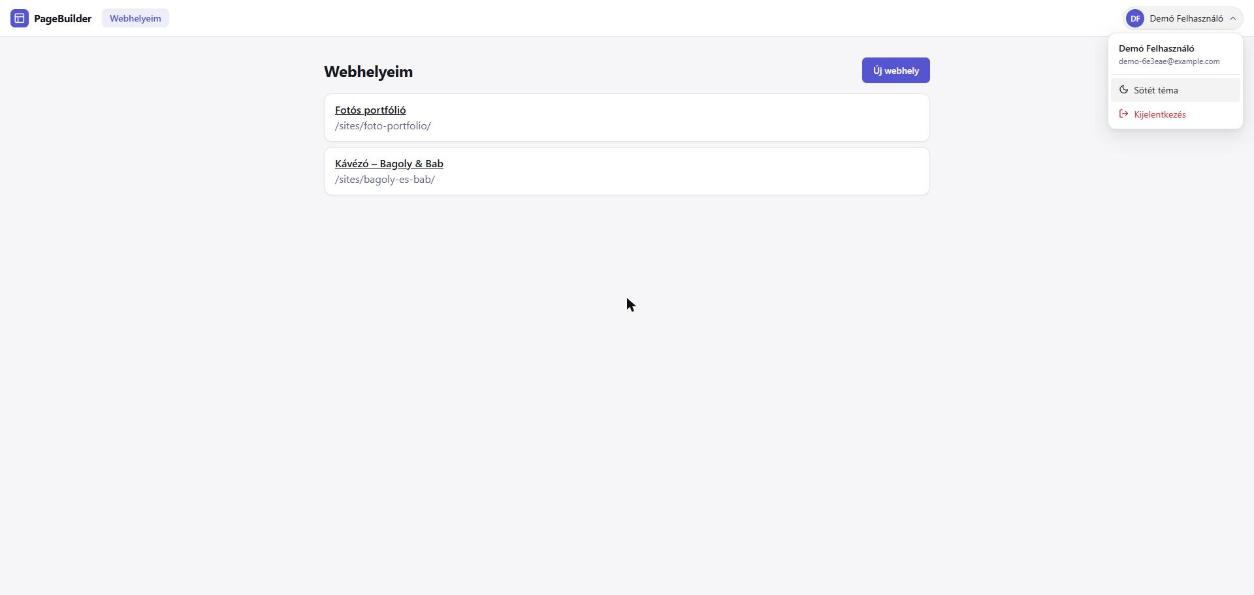 PageBuilder
Webhelyeim
DF Demó Felhasználó
Demó Felhasználó
demo-6e3eae@example.com
Sötét téma
Kijelentkezés
Webhelyeim
Új webhely
Fotós portfólió
/sites/foto-portfolio/
Kávézó – Bagoly & Bab
/sites/bagoly-es-bab/